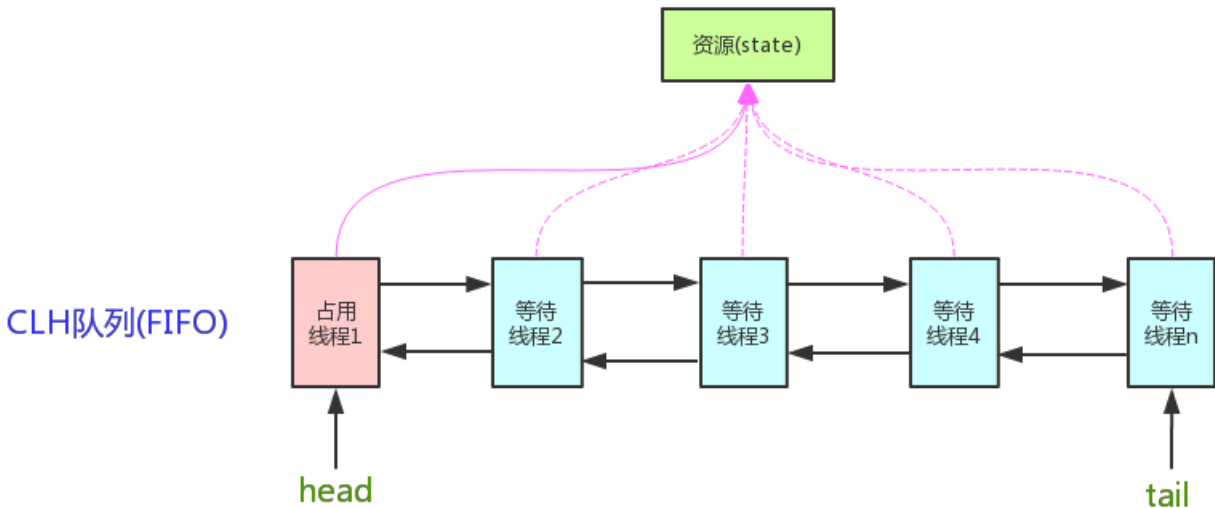 资源(state)
CLH队列(FIFO)
占用
线程1
等待
线程2
等待
线程3
等待
线程4
等待
线程n
head
tail